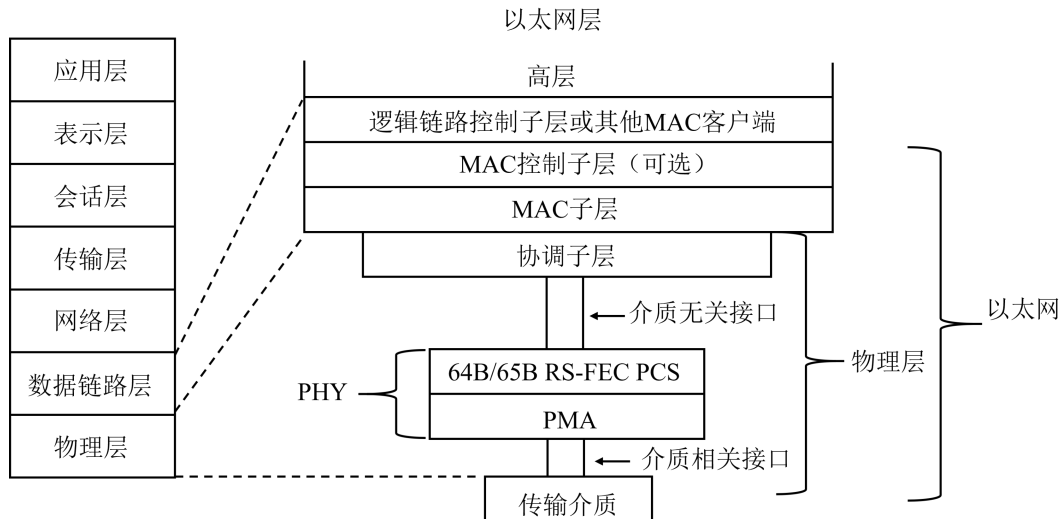 以太网层
应用层
表示层
会话层
传输层
网络层
数据链路层
物理层
高层
逻辑链路控制子层或其他MAC客户端
MAC控制子层（可选）
MAC子层
协调子层
介质无关接口
PHY
64B/65B RS-FEC PCS
PMA
介质相关接口
传输介质
物理层
以太网